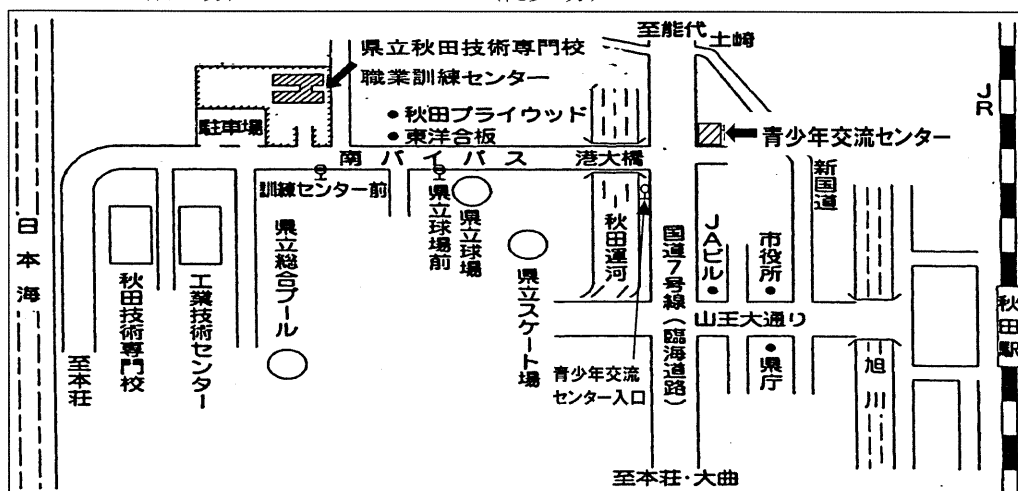 至能代
土崎
県立秋田技術専門校
職業訓練センター
JR
駐車場
●秋田プライウッド
●東洋合板
青少年交流センター
南バイパス
港大橋
新国道
訓練センター前
県立球場前
県立球場
秋田運河
国道7号線(臨海道路)
JAビル
市役所
日本海
秋田技術専門校
工業技術センター
県立総合プール
県立スケート場
山王大通り
秋田駅
至本荘
青少年交流
センター入口
県庁
旭川
至本荘・大曲